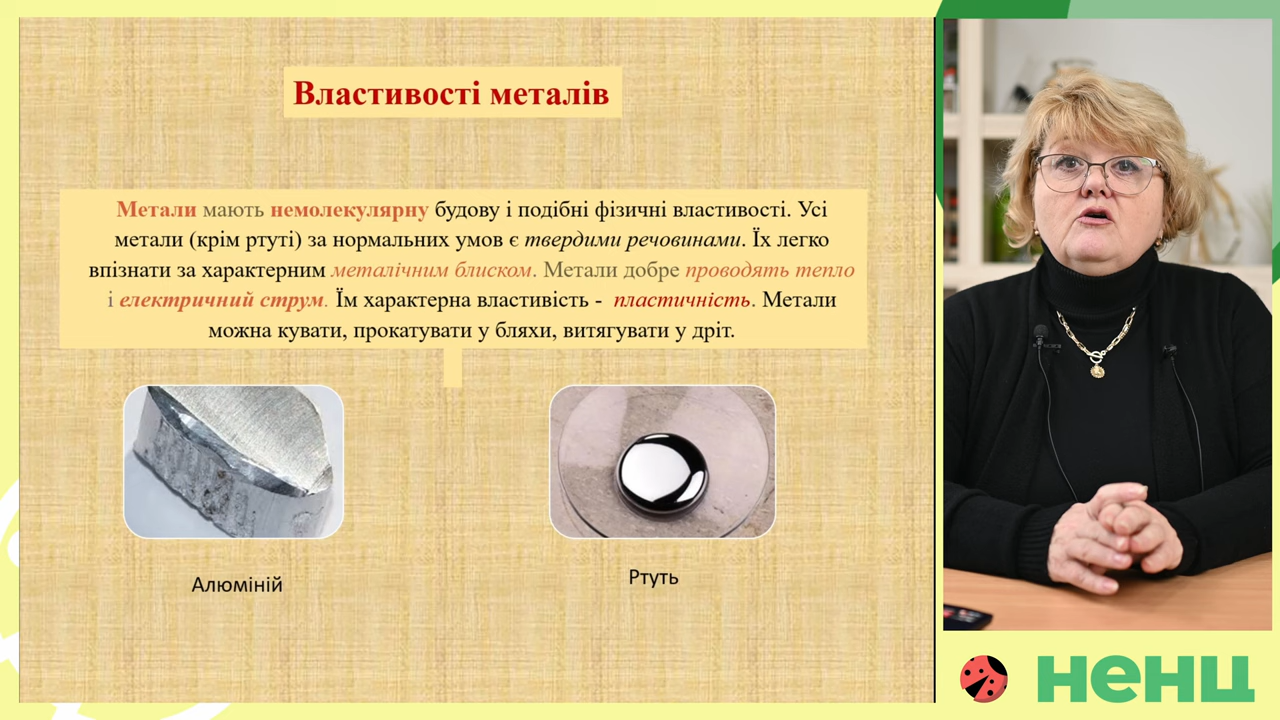 Властивості металів
Метали мають немолекулярну будову і подібні фізичні властивості. Усі
метали (крім ртуті) за нормальних умов є твердими речовинами. Їх легко
впізнати за характерним металічним блиском. Метали добре проводять тепло
і електричний струм. Їм характерна властивість - пластичність. Метали
можна кувати, прокатувати у бляхи, витягувати у дріт.
Алюміній
Ртуть
ненц